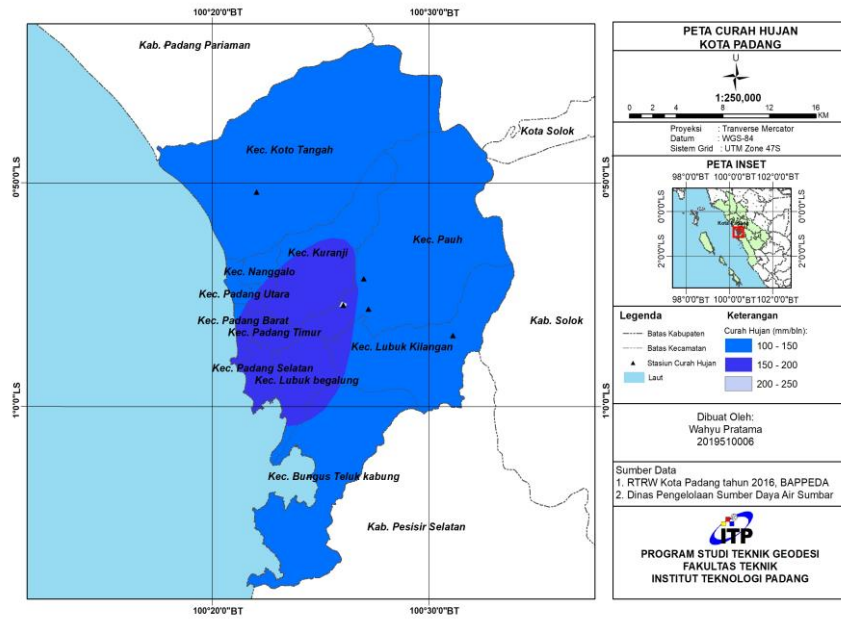 100°20'0"BT
100°30'0"BT
Kab. Padang Pariaman
Kota Solok
Kec. Koto Tangah
0°50'0"LS
0°50'0"LS
Kec. Pauh
Kec. Kuranji
Kec. Nanggalo
Kec. Padang Utara
Kec. Padang Barat
Kec. Padang Timur
Kab. Solok
Kec. Lubuk Kilangan
Kec. Padang Selatan
Kec. Lubuk begalung
1°0'0"LS
1°0'0"LS
Kec. Bungus Teluk kabung
Kab. Pesisir Selatan
100°20'0"BT
100°30'0"BT
PETA CURAH HUJAN
KOTA PADANG
U
1:250,000
0 2 4 8 12 16
KM
Proyeksi : Tranverse Mercator
Datum : WGS-84
Sistem Grid : UTM Zone 47S
PETA INSET
98°0'0"BT 100°0'0"BT 102°0'0"BT
0°0'0"LS
0°0'0"LS
Kota Padang
2°0'0"LS
2°0'0"LS
98°0'0"BT 100°0'0"BT 102°0'0"BT
Legenda
Batas Kabupaten
Batas Kecamatan
Stasiun Curah Hujan
Laut
Keterangan
Curah Hujan (mm/bln):
100 - 150
150 - 200
200 - 250
Dibuat Oleh:
Wahyu Pratama
2019510006
Sumber Data
1. RTRW Kota Padang tahun 2016, BAPPEDA
2. Dinas Pengelolaan Sumber Daya Air Sumbar
ITP
PROGRAM STUDI TEKNIK GEODESI
FAKULTAS TEKNIK
INSTITUT TEKNOLOGI PADANG